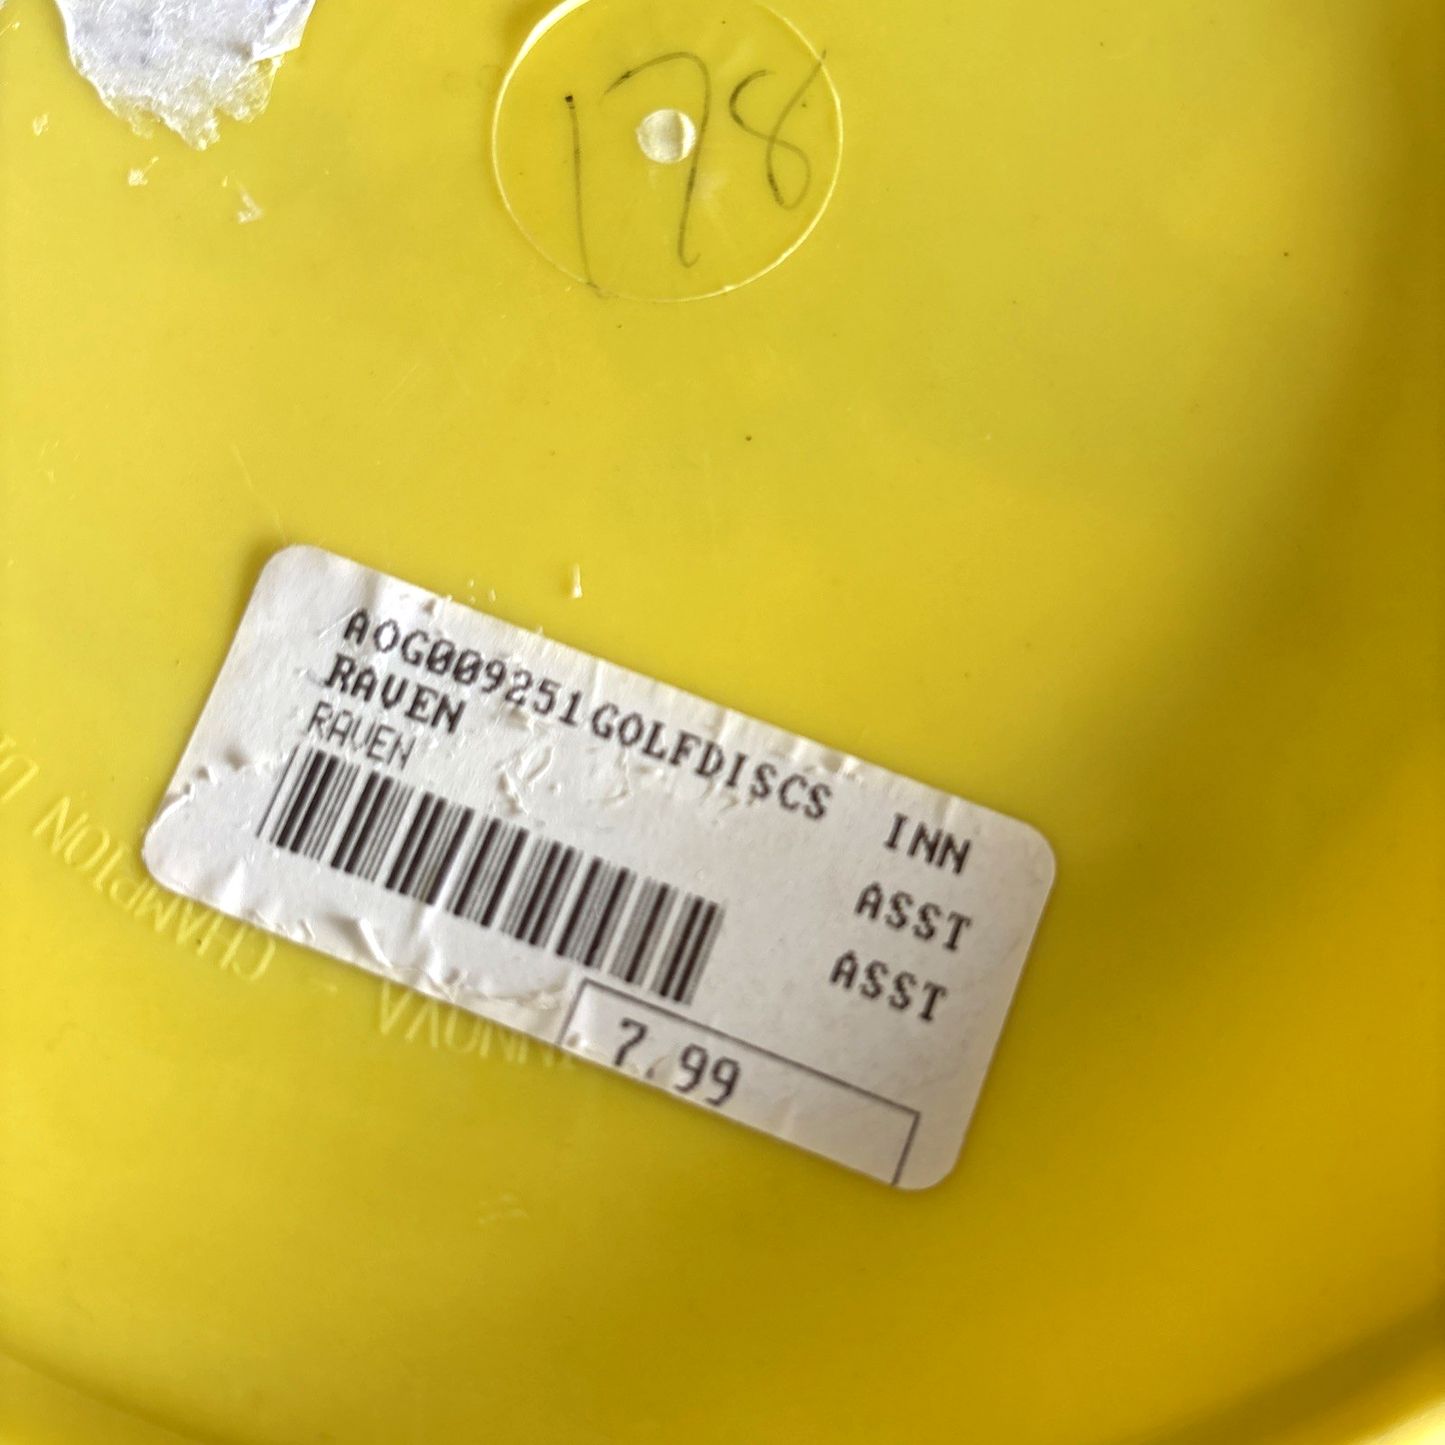 178
AOG009251GOLFDISCS INN
RAVEN ASST
RAVEN ASST
7.99
INNOVA - CHAMPION